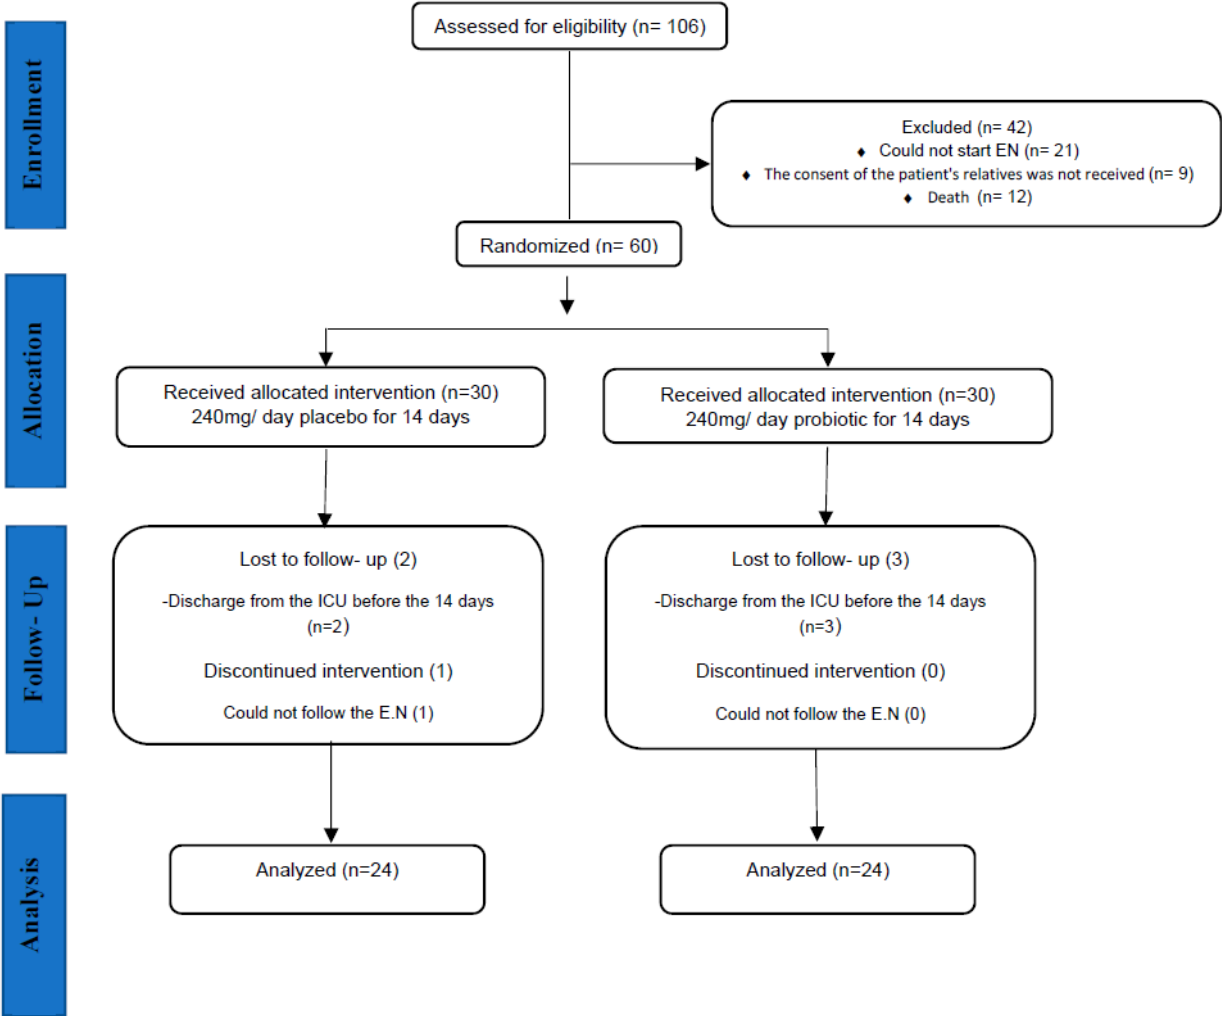 Enrollment
Assessed for eligibility (n= 106)
Excluded (n= 42)
♦ Could not start EN (n= 21)
♦ The consent of the patient's relatives was not received (n= 9)
♦ Death (n= 12)
Randomized (n= 60)
Allocation
Received allocated intervention (n=30)
240mg/ day placebo for 14 days
Received allocated intervention (n=30)
240mg/ day probiotic for 14 days
Follow- Up
Lost to follow- up (2)
-Discharge from the ICU before the 14 days
(n=2)
Discontinued intervention (1)
Could not follow the E.N (1)
Lost to follow- up (3)
-Discharge from the ICU before the 14 days
(n=3)
Discontinued intervention (0)
Could not follow the E.N (0)
Analysis
Analyzed (n=24)
Analyzed (n=24)